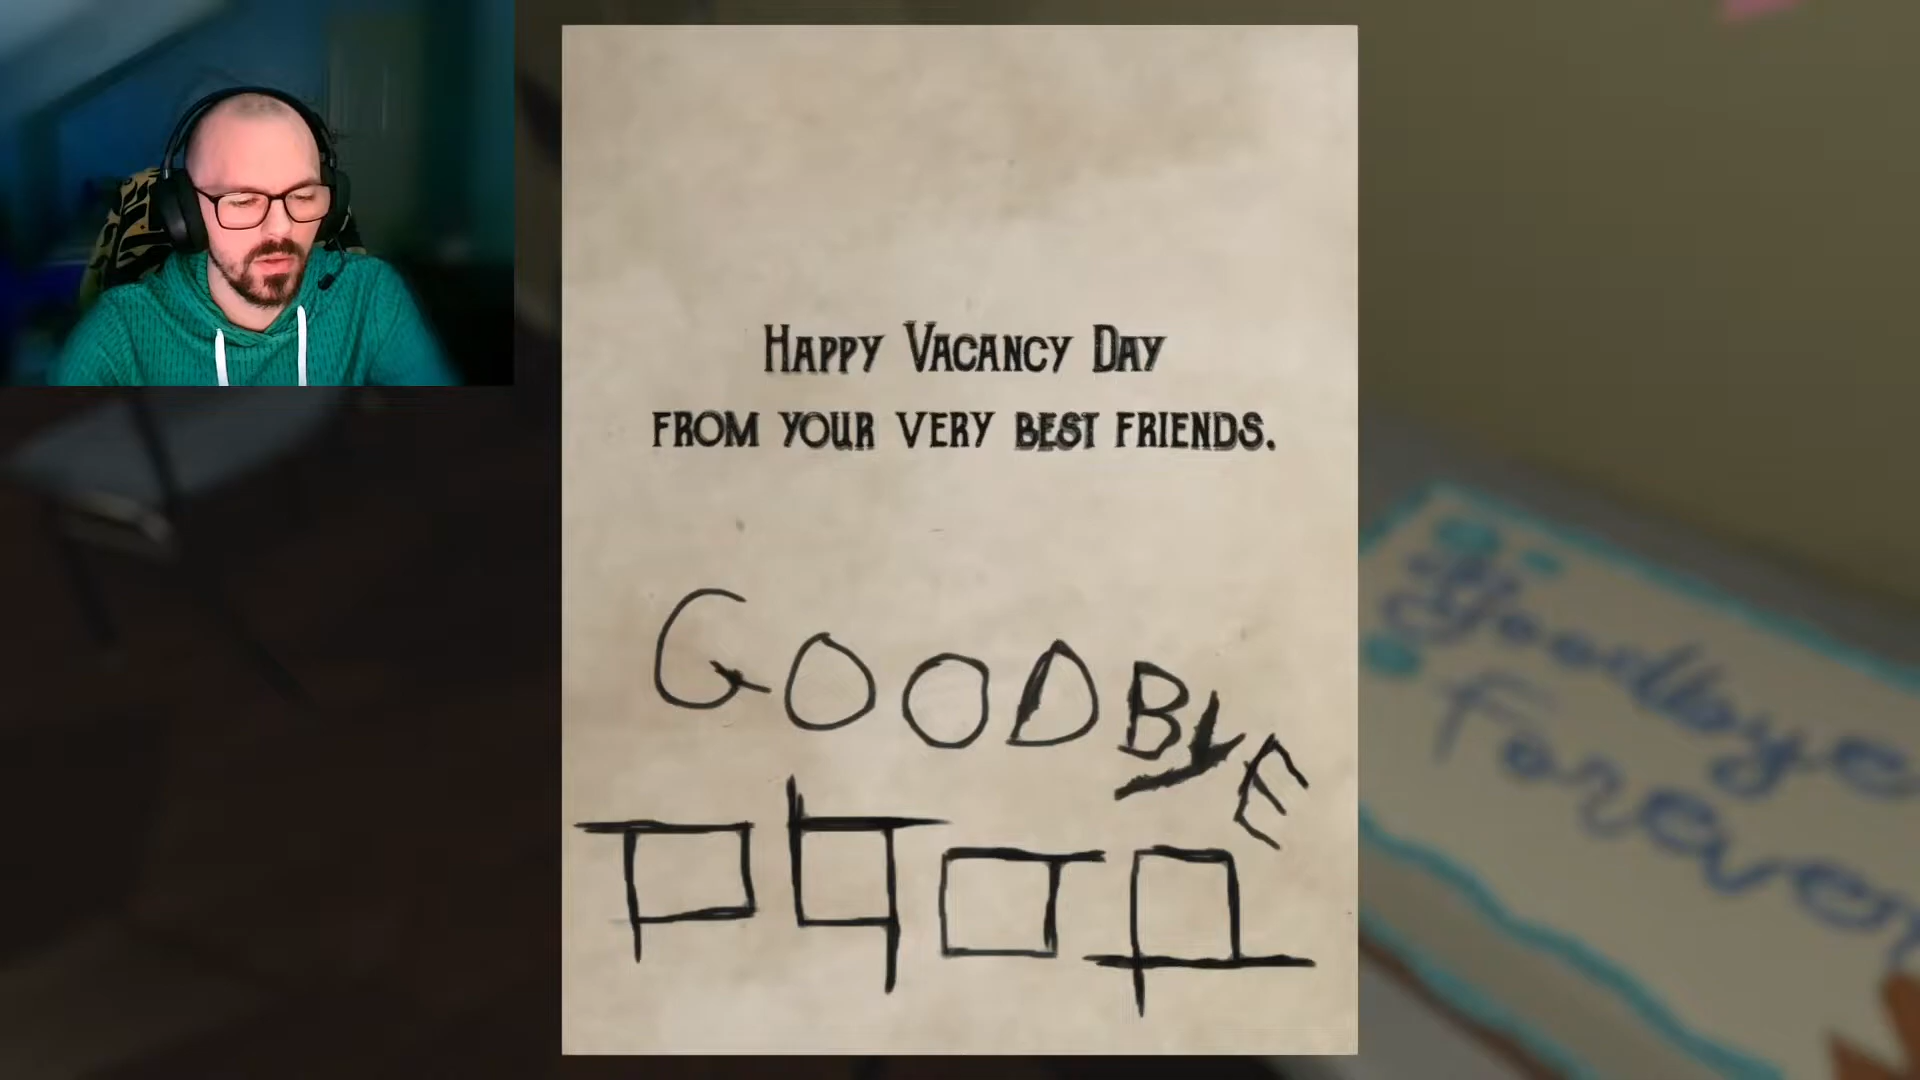 Happy Vacancy Day
from your very best friends.
GOODBYE
Goodbye
Forever